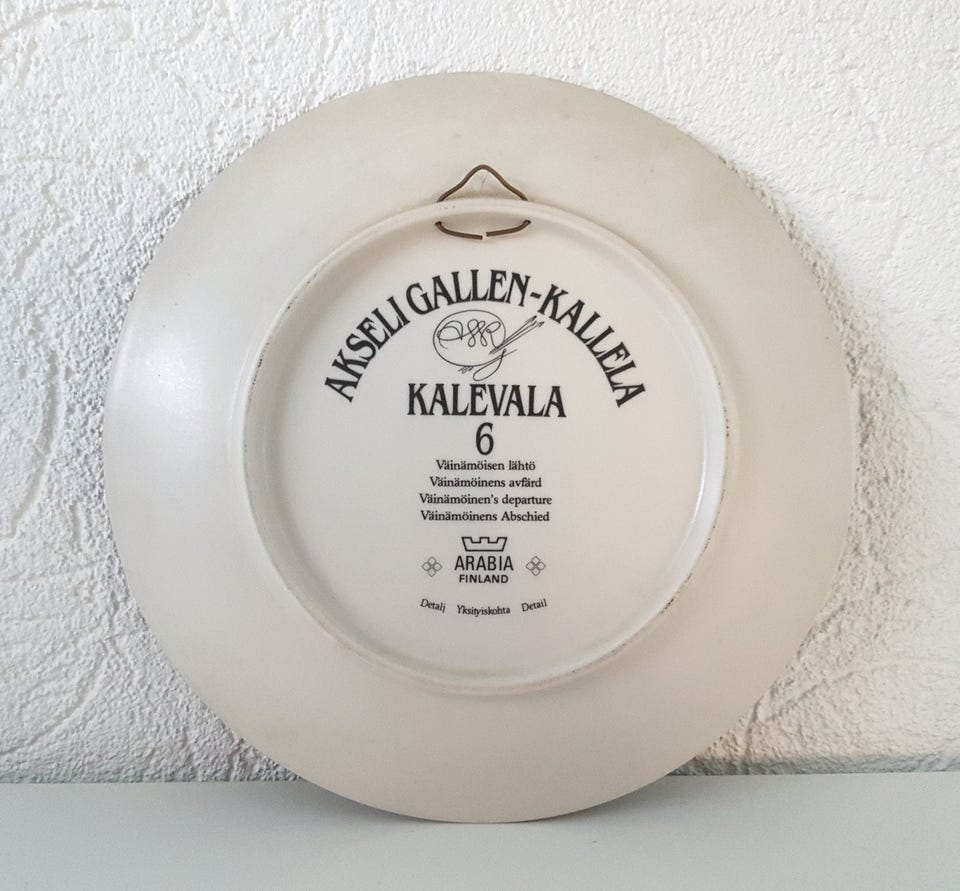 AKSELI GALLEN-KALLELA
KALEVALA
6
Väinämöisen lähtö
Väinämöinens avfärd
Väinämöinen's departure
Väinämöinens Abschied
ARABIA
FINLAND
Detalj Yksityiskohta Detail